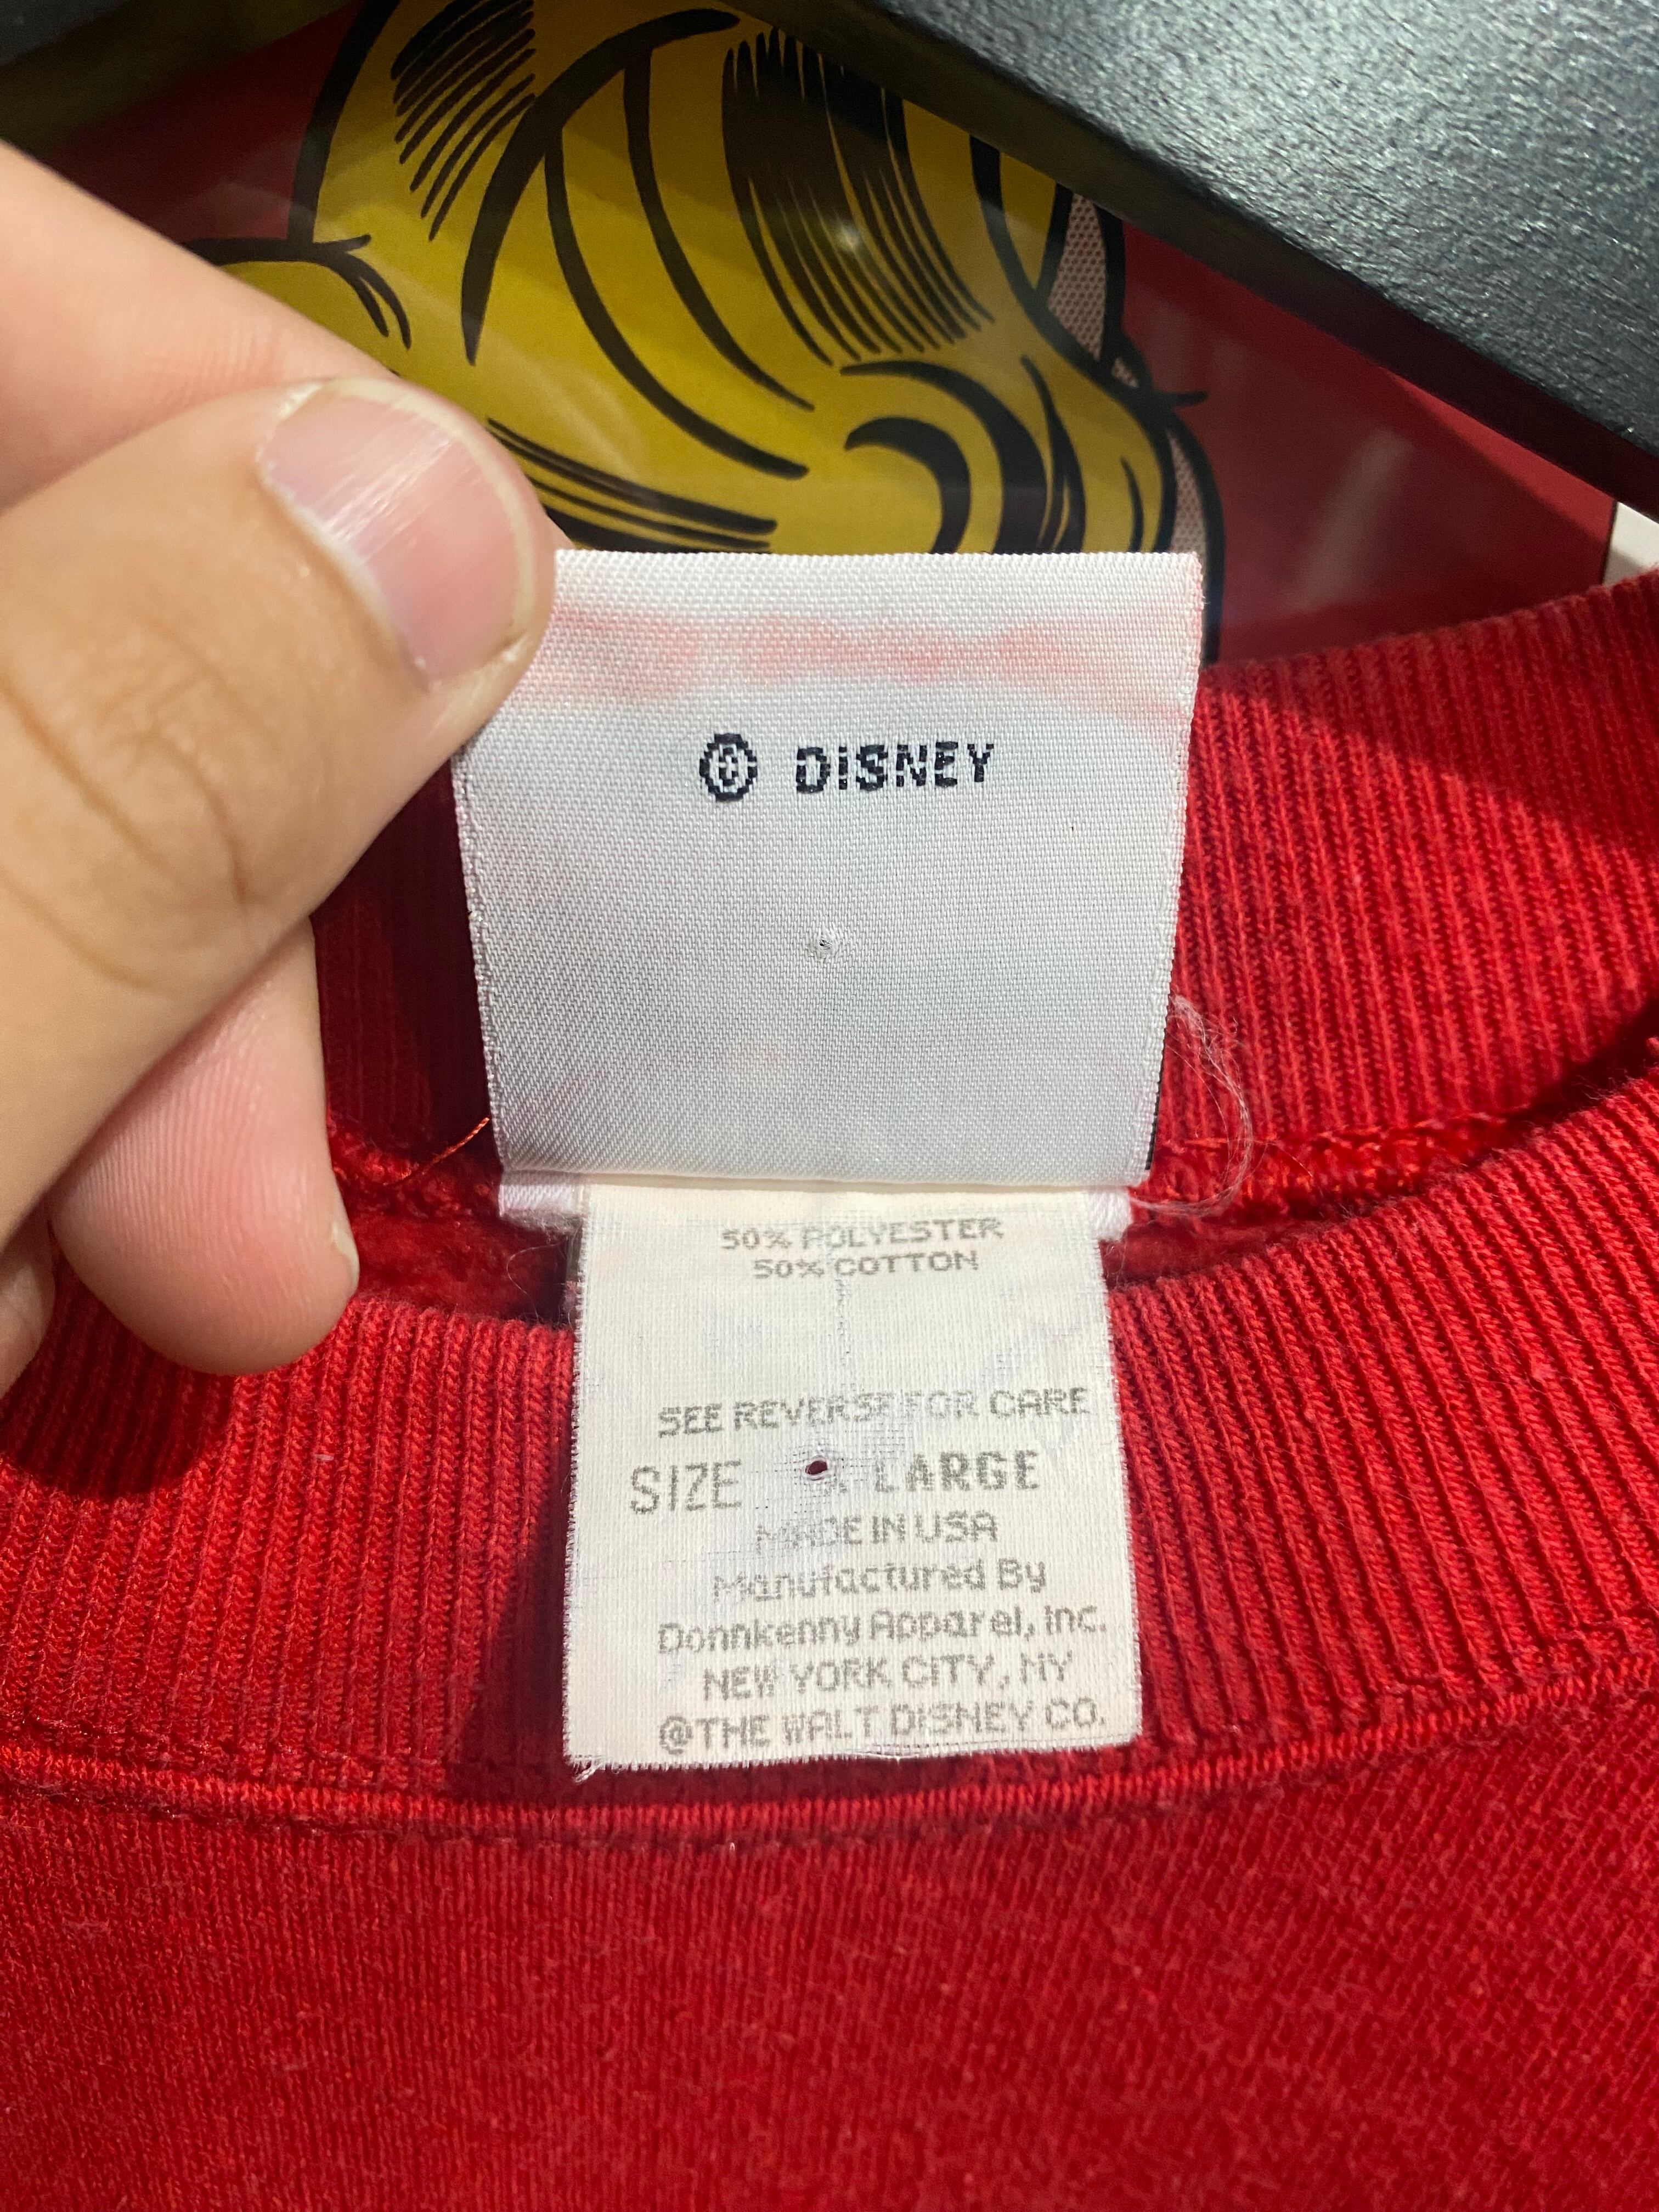 © DISNEY
50% POLYESTER
50% COTTON
SEE REVERSE FOR CARE
SIZE LARGE
MADE IN USA
Manufactured By
Donnkenny Apparel, Inc.
NEW YORK CITY, NY
@THE WALT DISNEY CO.